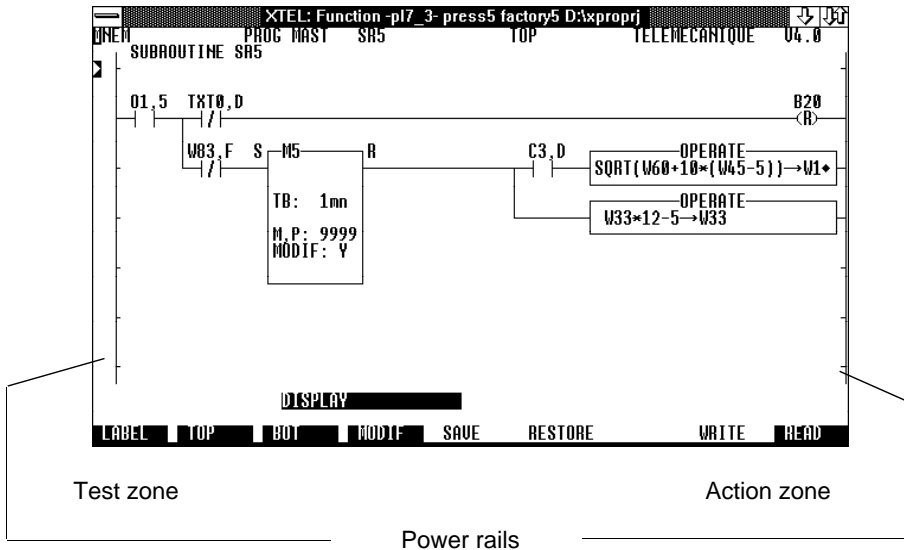 XTEL: Function -pl7_3- press5 factory5 D:\xproprj
MNEM PROG MAST SR5 TOP TELEMECANIQUE V4.0
SUBROUTINE SR5
O1,5 TXT0,D B20
(R)
W83,F S M5 R C3,D OPERATE
SQRT(W60+10*(W45-5))→W1◆
TB: 1mn OPERATE
W33*12-5→W33
M,P: 9999
MODIF: Y
DISPLAY
LABEL TOP BOT MODIF SAVE RESTORE WRITE READ
Test zone Action zone
Power rails